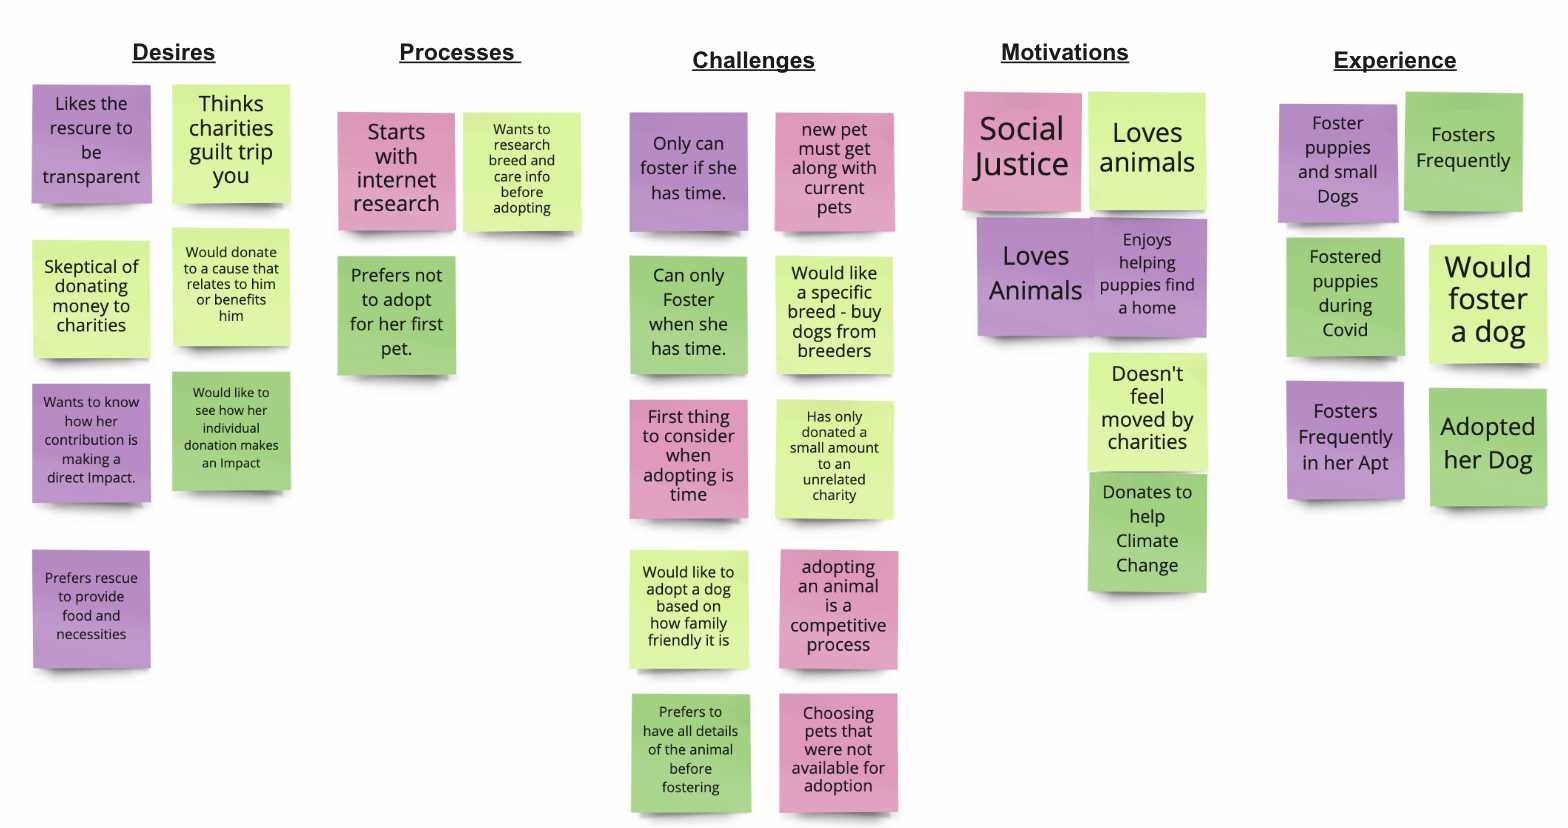 Desires
Likes the
rescure to
be
transparent
Thinks
charities
guilt trip
you
Skeptical of
donating
money to
charities
Would donate
to a cause that
relates to him
or benefits
him
Wants to know
how her
contribution is
making a
direct Impact.
Would like to
see how her
individual
donation makes
an Impact
Prefers rescue
to provide
food and
necessities
Processes
Starts
with
internet
research
Wants to
research
breed and
care info
before
adopting
Prefers not
to adopt
for her first
pet.
Challenges
Only can
foster if she
has time.
new pet
must get
along with
current
pets
Can only
Foster
when she
has time.
Would like
a specific
breed - buy
dogs from
breeders
First thing
to consider
when
adopting is
time
Has only
donated a
small amount
to an
unrelated
charity
Would like to
adopt a dog
based on
how family
friendly it is
adopting
an animal
is a
competitive
process
Prefers to
have all details
of the animal
before
fostering
Choosing
pets that
were not
available for
adoption
Motivations
Social
Justice
Loves
animals
Loves
Animals
Enjoys
helping
puppies find
a home
Doesn't
feel
moved by
charities
Donates to
help
Climate
Change
Experience
Foster
puppies
and small
Dogs
Fosters
Frequently
Fostered
puppies
during
Covid
Would
foster
a dog
Fosters
Frequently
in her Apt
Adopted
her Dog